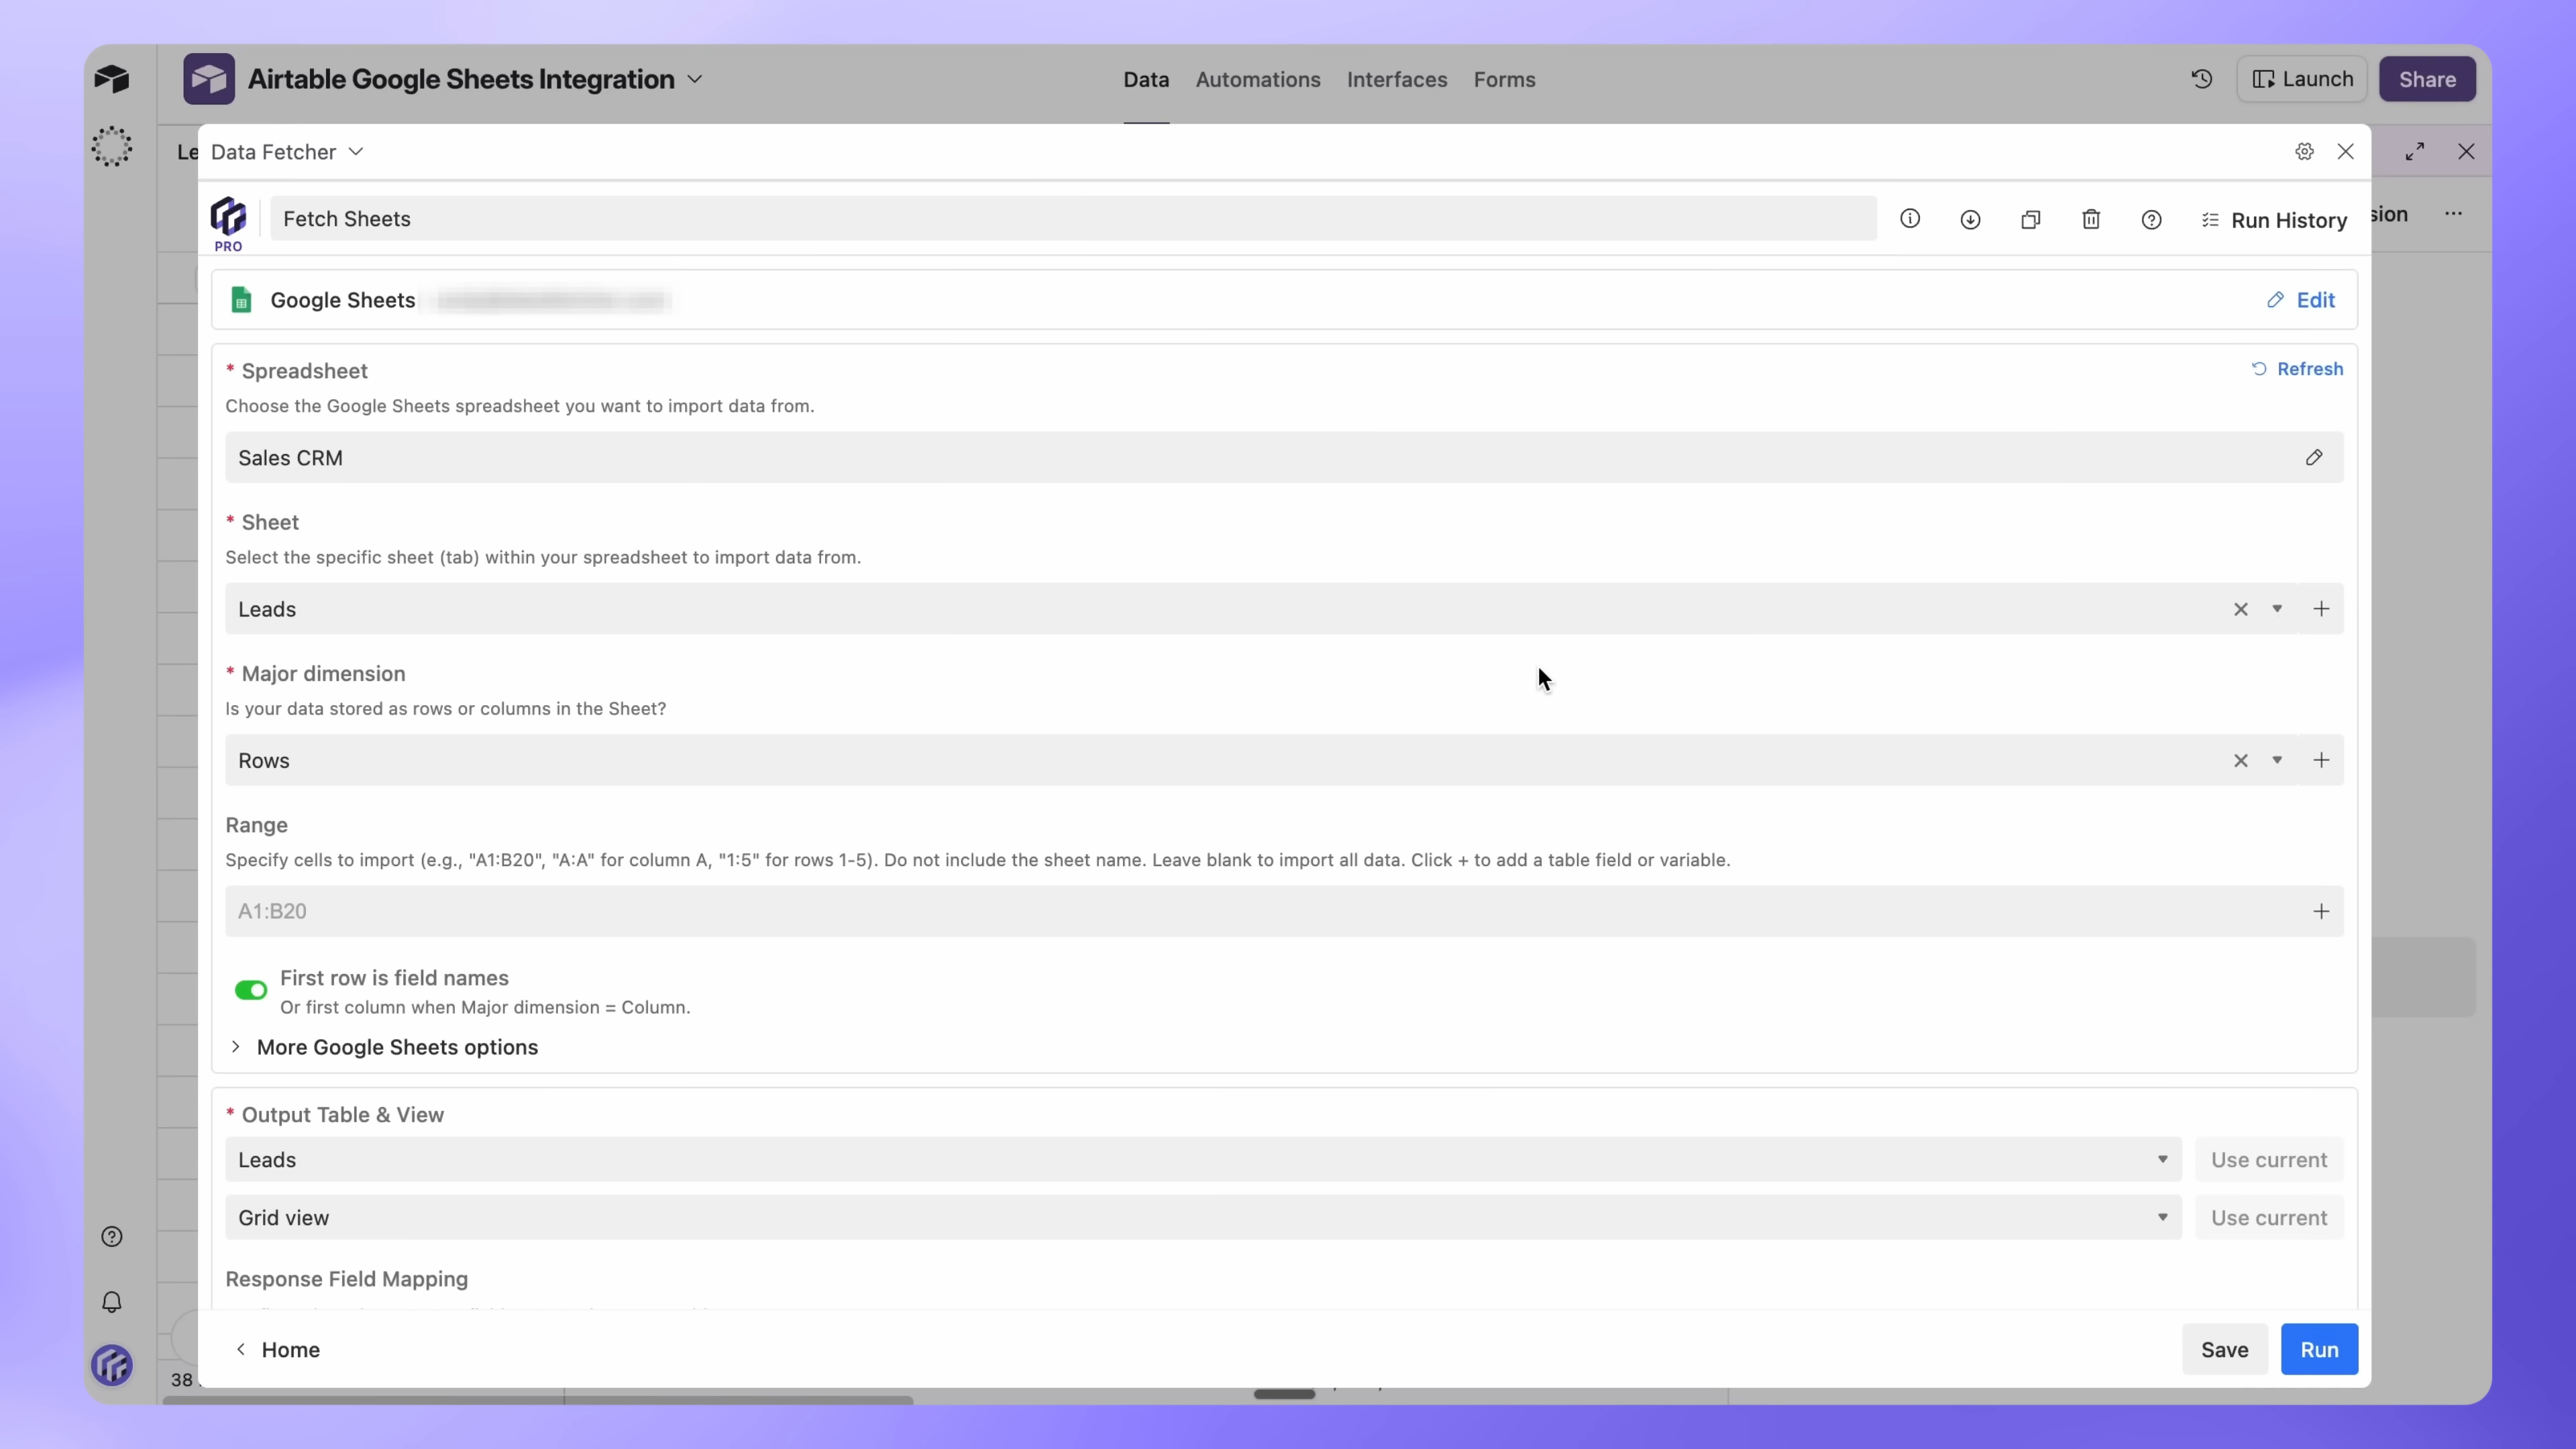 Airtable Google Sheets Integration
Data
Automations
Interfaces
Forms
Launch
Share
Le
Data Fetcher
PRO
Fetch Sheets
Run History
sion
Google Sheets
Edit
* Spreadsheet
Refresh
Choose the Google Sheets spreadsheet you want to import data from.
Sales CRM
* Sheet
Select the specific sheet (tab) within your spreadsheet to import data from.
Leads
* Major dimension
Is your data stored as rows or columns in the Sheet?
Rows
Range
Specify cells to import (e.g., "A1:B20", "A:A" for column A, "1:5" for rows 1-5). Do not include the sheet name. Leave blank to import all data. Click + to add a table field or variable.
A1:B20
First row is field names
Or first column when Major dimension = Column.
More Google Sheets options
* Output Table & View
Leads
Use current
Grid view
Use current
Response Field Mapping
Home
Save
Run
38